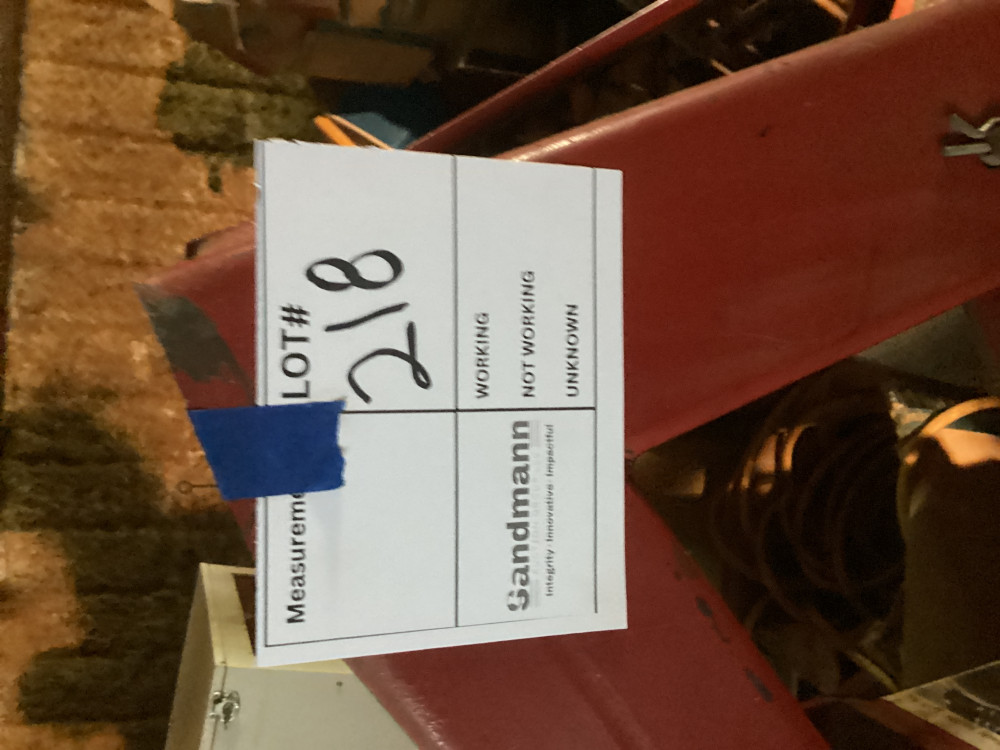 Measureme
LOT#
218
Sandmann
Integrity · Innovative · Impactful
WORKING
NOT WORKING
UNKNOWN